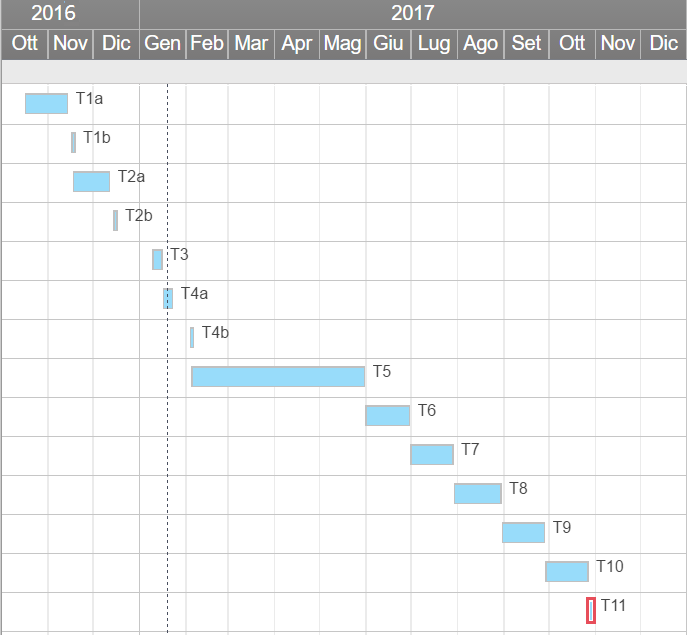 2016 2017
Ott Nov Dic Gen Feb Mar Apr Mag Giu Lug Ago Set Ott Nov Dic
T1a
T1b
T2a
T2b
T3
T4a
T4b
T5
T6
T7
T8
T9
T10
T11